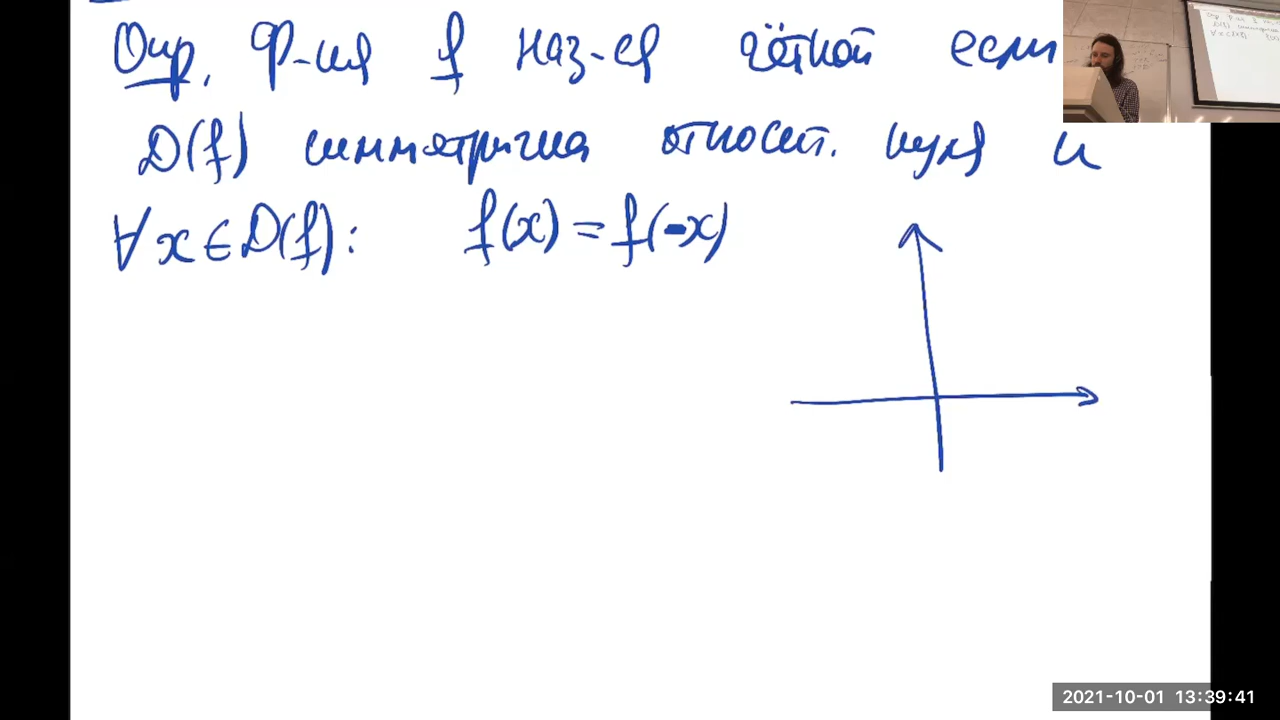 Опр. Ф-ия f наз-ся чётной если
D(f) симметрична относит. нуля и
∀x∈D(f): f(x)=f(-x)
2021-10-01 13:39:41